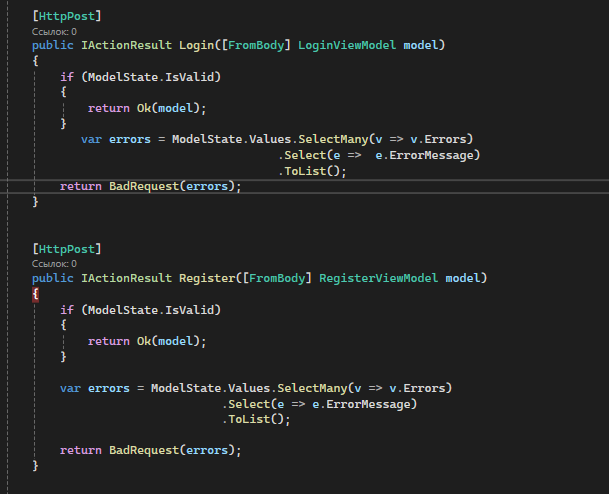 [HttpPost]
Ссылок: 0
public IActionResult Login([FromBody] LoginViewModel model)
{
if (ModelState.IsValid)
{
return Ok(model);
}
var errors = ModelState.Values.SelectMany(v => v.Errors)
.Select(e =>  e.ErrorMessage)
.ToList();
return BadRequest(errors);
}
[HttpPost]
Ссылок: 0
public IActionResult Register([FromBody] RegisterViewModel model)
{
if (ModelState.IsValid)
{
return Ok(model);
}
var errors = ModelState.Values.SelectMany(v => v.Errors)
.Select(e => e.ErrorMessage)
.ToList();
return BadRequest(errors);
}